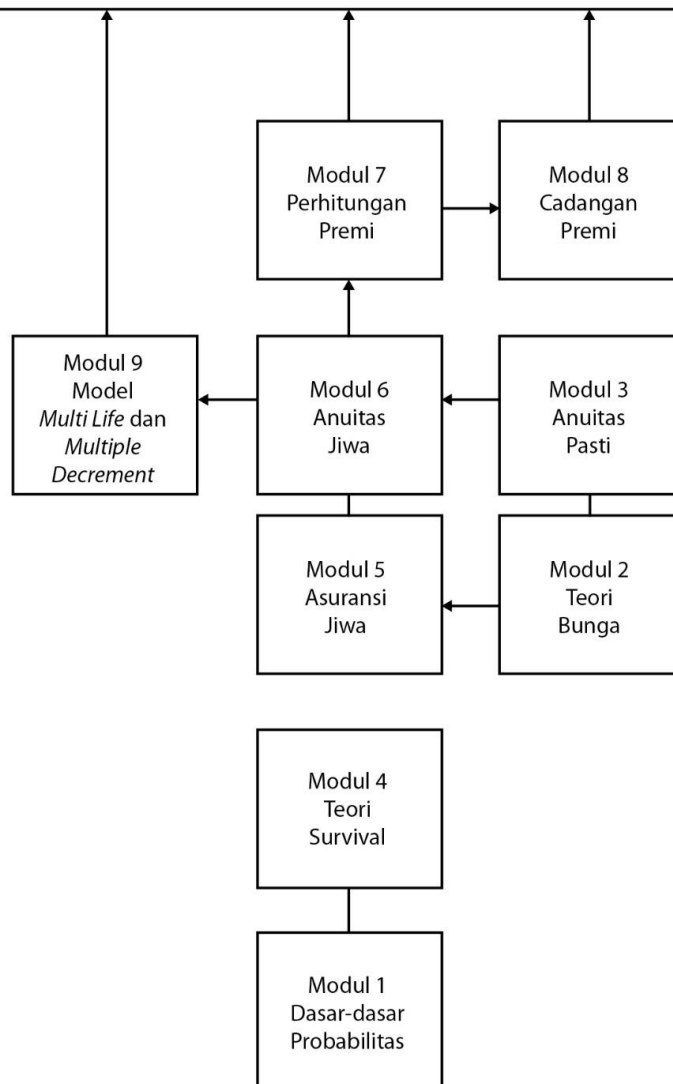 Modul 7
Perhitungan
Premi
Modul 8
Cadangan
Premi
Modul 9
Model
Multi Life dan
Multiple
Decrement
Modul 6
Anuitas
Jiwa
Modul 3
Anuitas
Pasti
Modul 5
Asuransi
Jiwa
Modul 2
Teori
Bunga
Modul 4
Teori
Survival
Modul 1
Dasar-dasar
Probabilitas